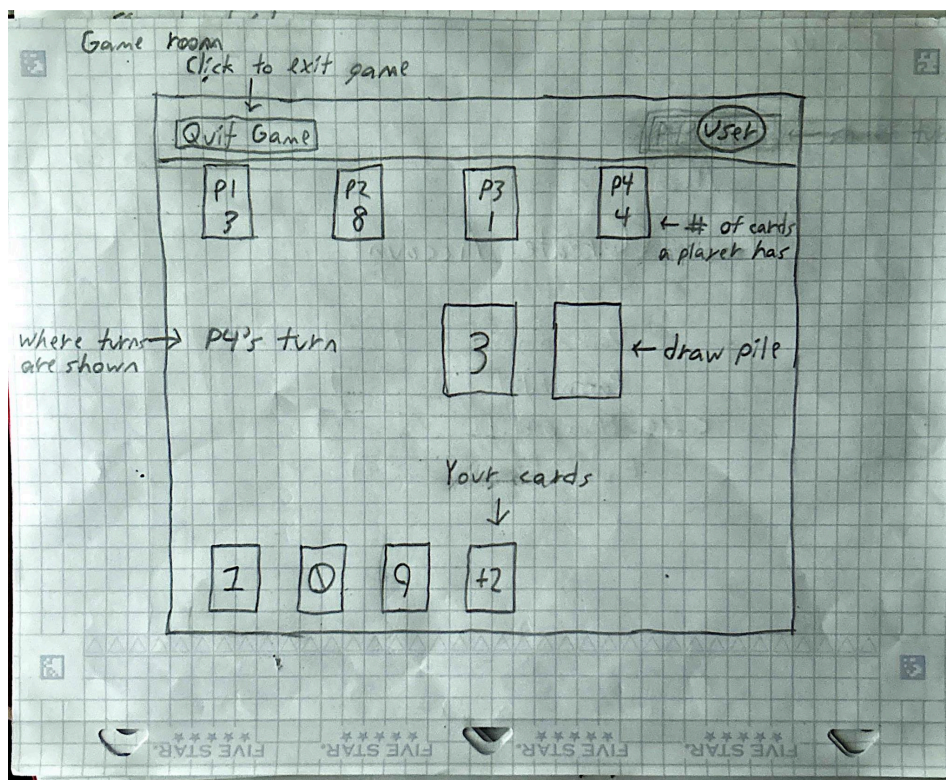 Game room
Click to exit game
Quit Game
User
P1
3
P2
8
P3
1
P4
4
← # of cards
a player has
where turns →
are shown
P4's turn
3
← draw pile
Your cards
1
9
+2
FIVE STAR.
FIVE STAR.
FIVE STAR.
FIVE STAR.